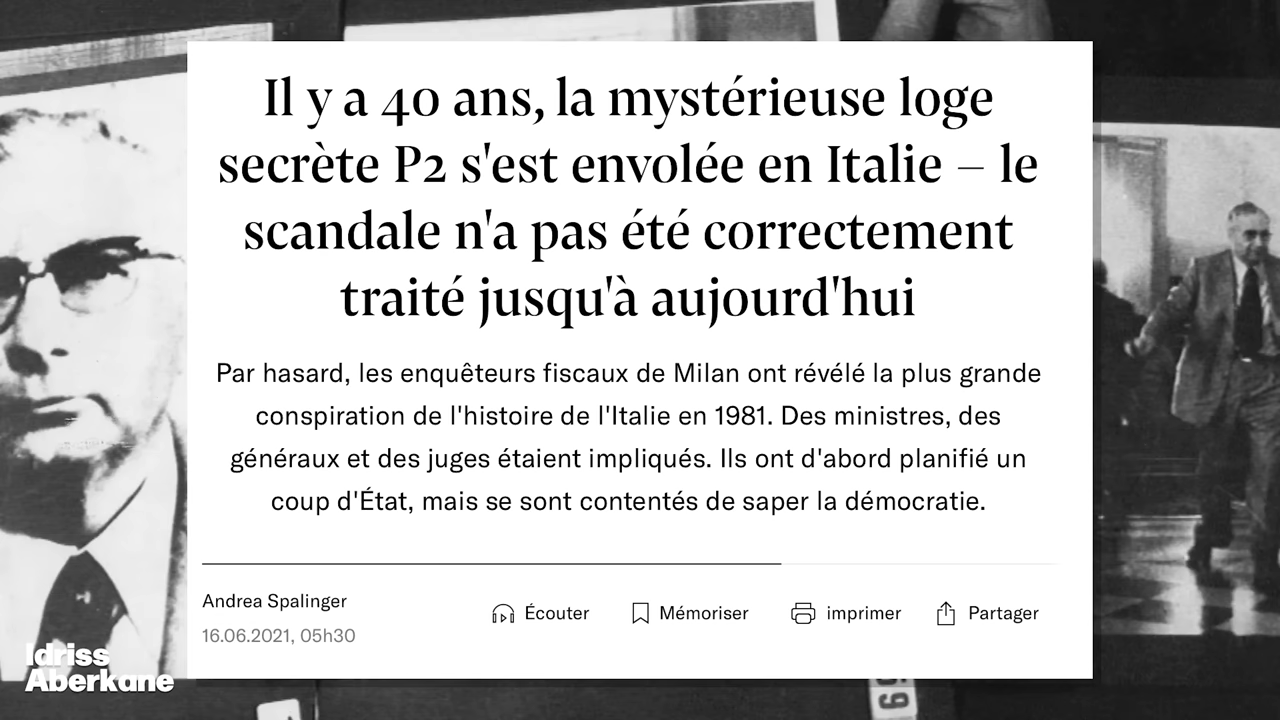 Il y a 40 ans, la mystérieuse loge
secrète P2 s'est envolée en Italie – le
scandale n'a pas été correctement
traité jusqu'à aujourd'hui
Par hasard, les enquêteurs fiscaux de Milan ont révélé la plus grande
conspiration de l'histoire de l'Italie en 1981. Des ministres, des
généraux et des juges étaient impliqués. Ils ont d'abord planifié un
coup d'État, mais se sont contentés de saper la démocratie.
Andrea Spalinger
16.06.2021, 05h30
Écouter
Mémoriser
imprimer
Partager
Idriss
Aberkane